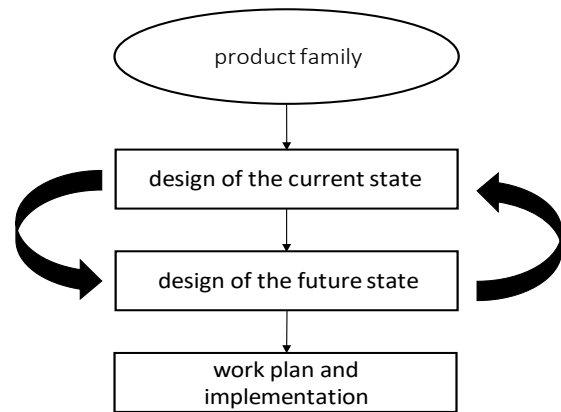 product family
design of the current state
design of the future state
work plan and
implementation